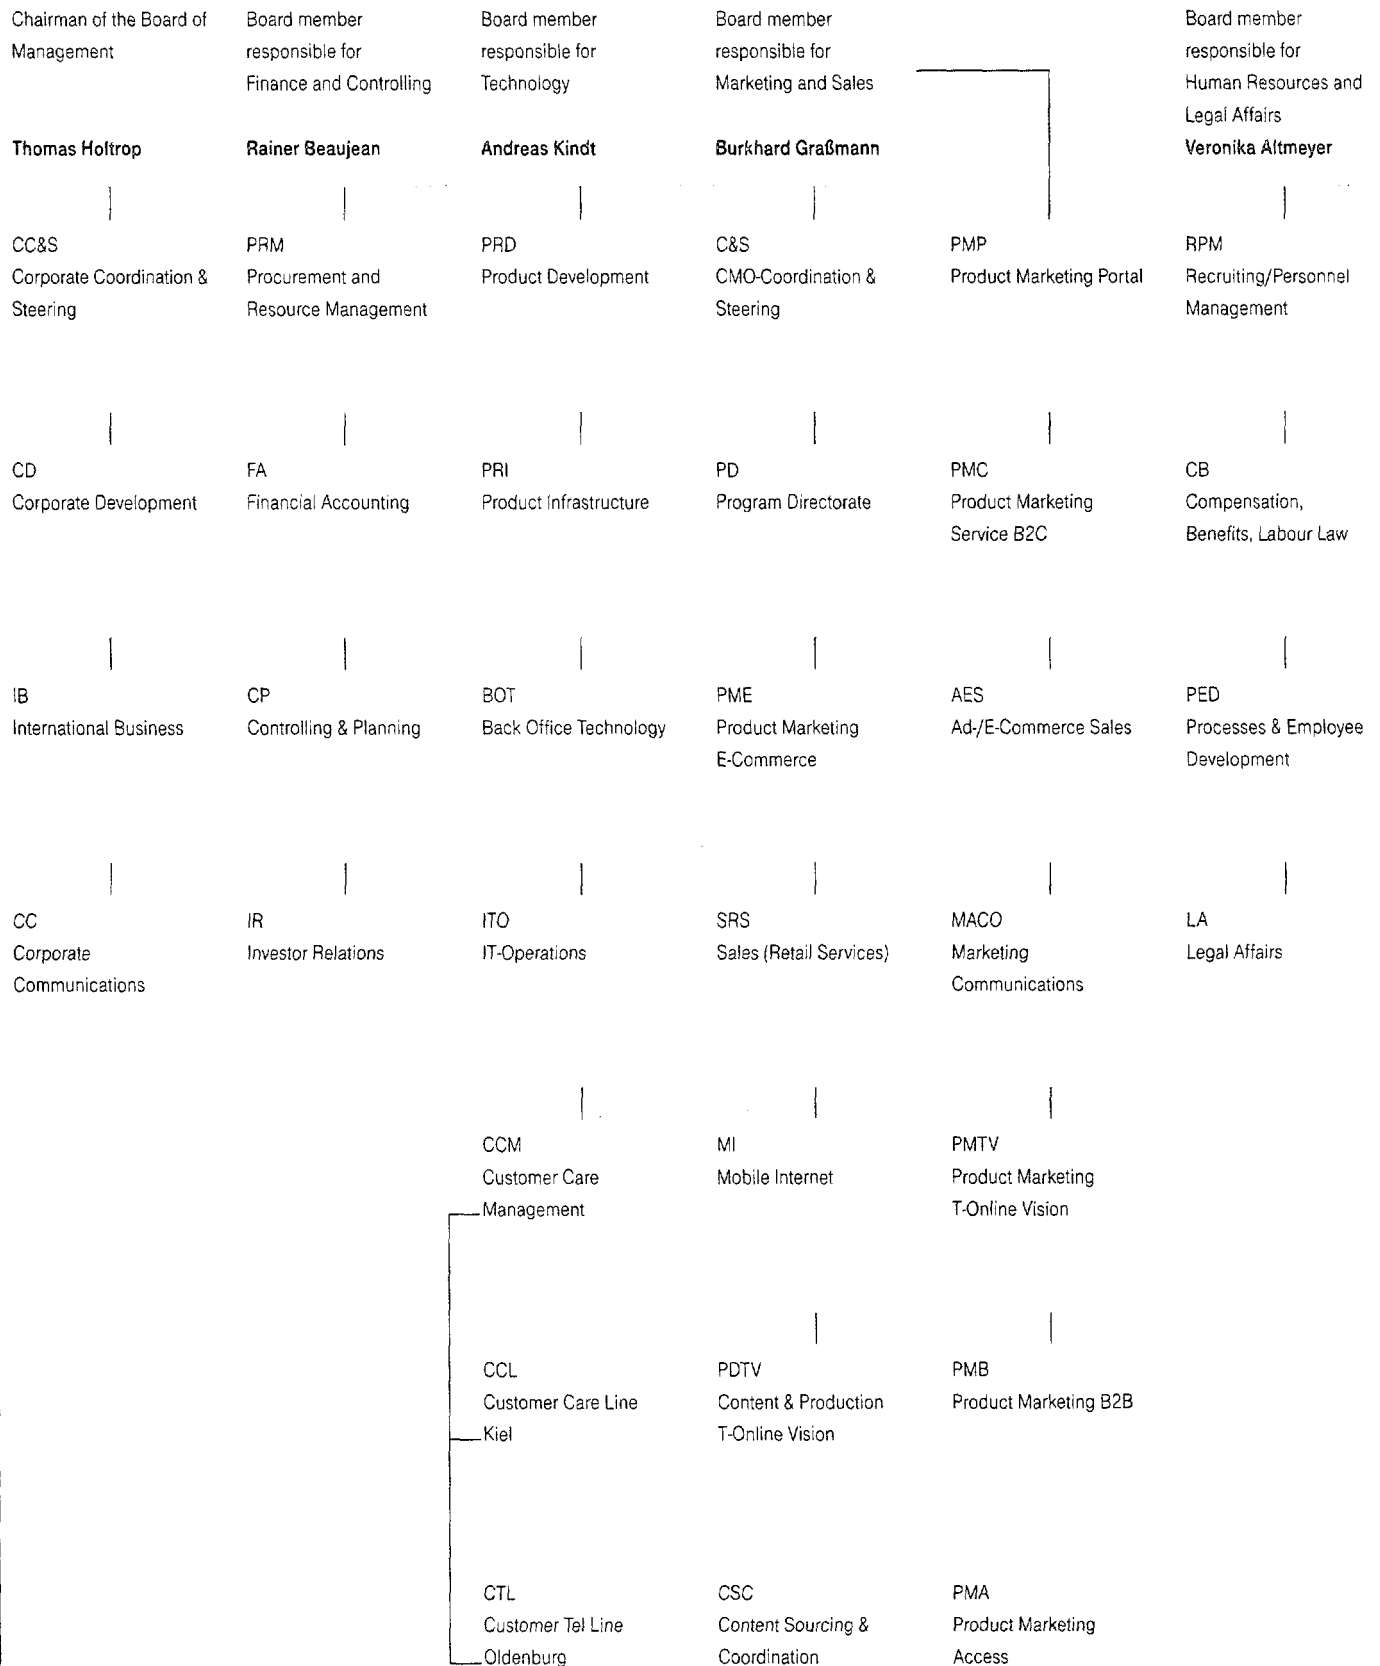 Chairman of the Board of
Management
Thomas Holtrop
CC&S
Corporate Coordination &
Steering
CD
Corporate Development
IB
International Business
CC
Corporate
Communications
Board member
responsible for
Finance and Controlling
Rainer Beaujean
PRM
Procurement and
Resource Management
FA
Financial Accounting
CP
Controlling & Planning
IR
Investor Relations
Board member
responsible for
Technology
Andreas Kindt
PRD
Product Development
PRI
Product Infrastructure
BOT
Back Office Technology
ITO
IT-Operations
CCM
Customer Care
Management
CCL
Customer Care Line
Kiel
CTL
Customer Tel Line
Oldenburg
Board member
responsible for
Marketing and Sales
Burkhard Graßmann
C&S
CMO-Coordination &
Steering
PD
Program Directorate
PME
Product Marketing
E-Commerce
SRS
Sales (Retail Services)
MI
Mobile Internet
PDTV
Content & Production
T-Online Vision
CSC
Content Sourcing &
Coordination
PMP
Product Marketing Portal
PMC
Product Marketing
Service B2C
AES
Ad-/E-Commerce Sales
MACO
Marketing
Communications
PMTV
Product Marketing
T-Online Vision
PMB
Product Marketing B2B
PMA
Product Marketing
Access
Board member
responsible for
Human Resources and
Legal Affairs
Veronika Altmeyer
RPM
Recruiting/Personnel
Management
CB
Compensation,
Benefits, Labour Law
PED
Processes & Employee
Development
LA
Legal Affairs